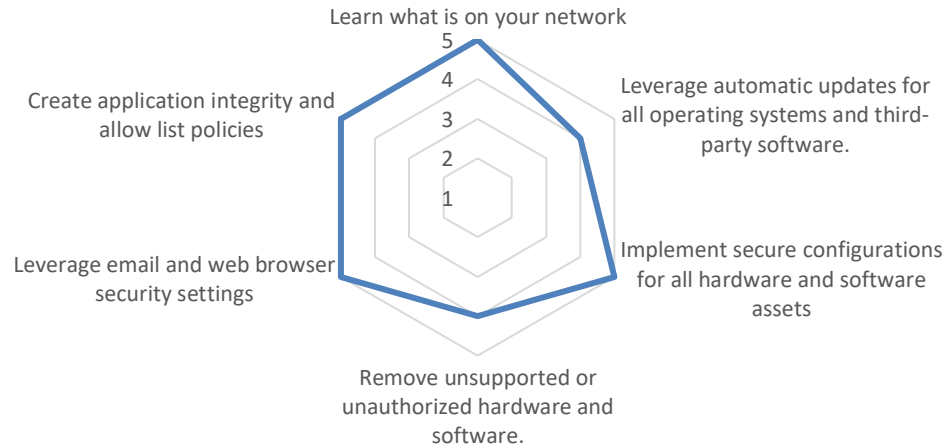 Learn what is on your network
5
4
3
2
1
Leverage automatic updates for
all operating systems and third-
party software.
Implement secure configurations
for all hardware and software
assets
Remove unsupported or
unauthorized hardware and
software.
Leverage email and web browser
security settings
Create application integrity and
allow list policies